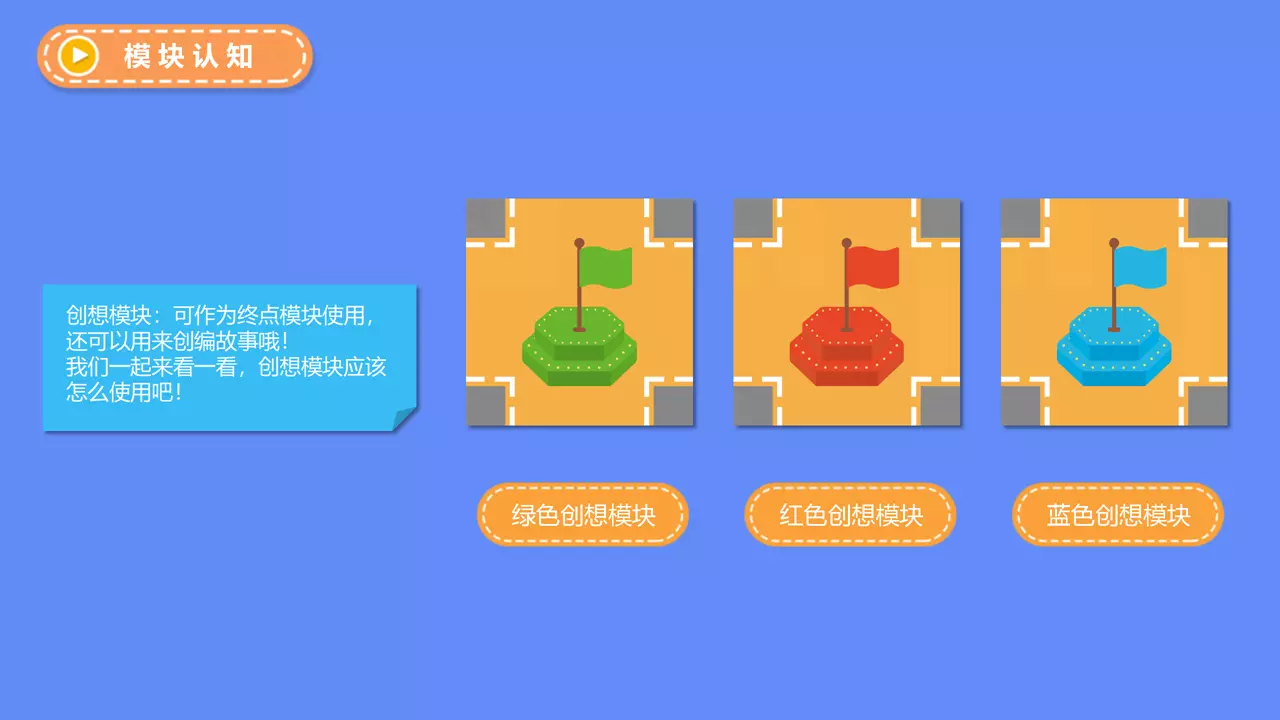 模块认知
创想模块：可作为终点模块使用，
还可以用来创编故事哦！
我们一起来看一看，创想模块应该
怎么使用吧！
绿色创想模块
红色创想模块
蓝色创想模块